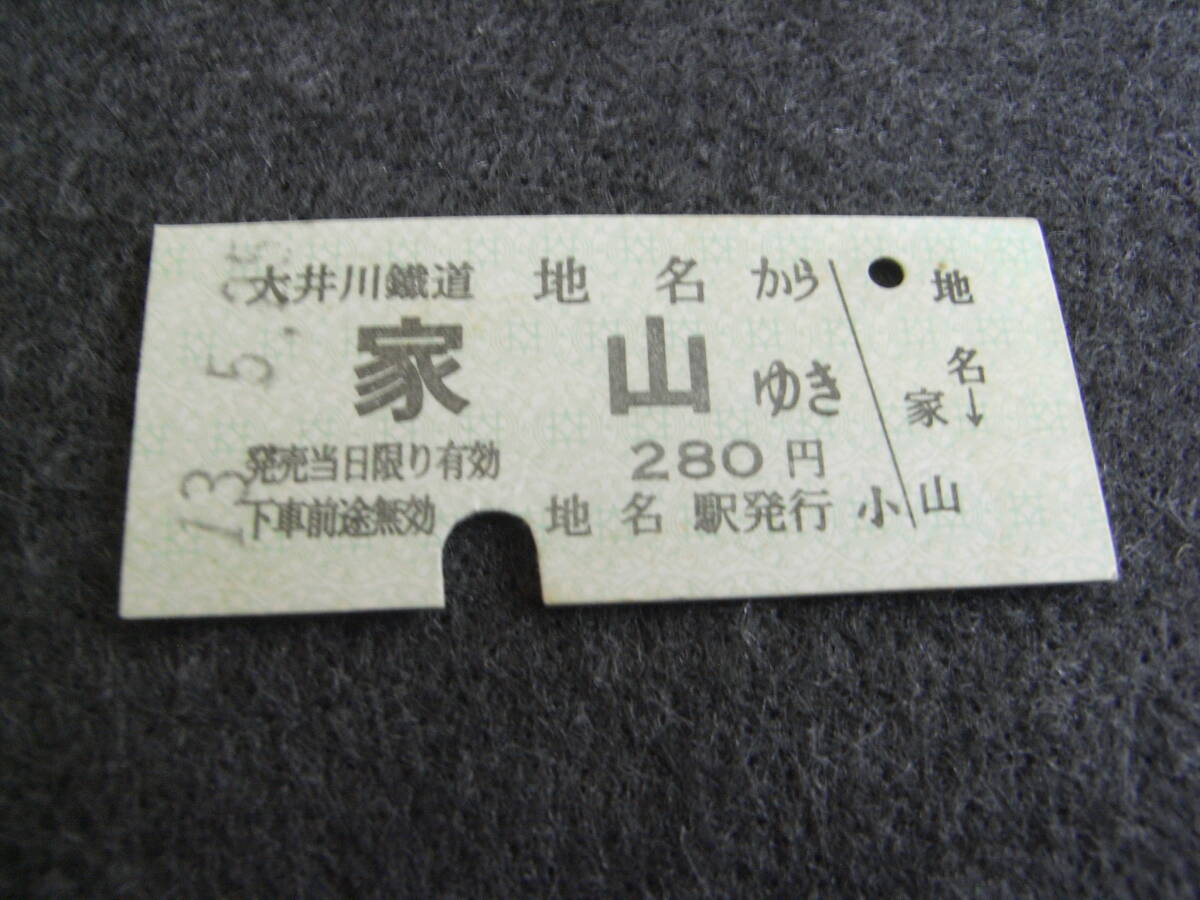 大井川鐵道 地名 から
家山 ゆき
発売当日限り有効 280円
下車前途無効 地名 駅発行 小
地名↓
家山
13. 5.